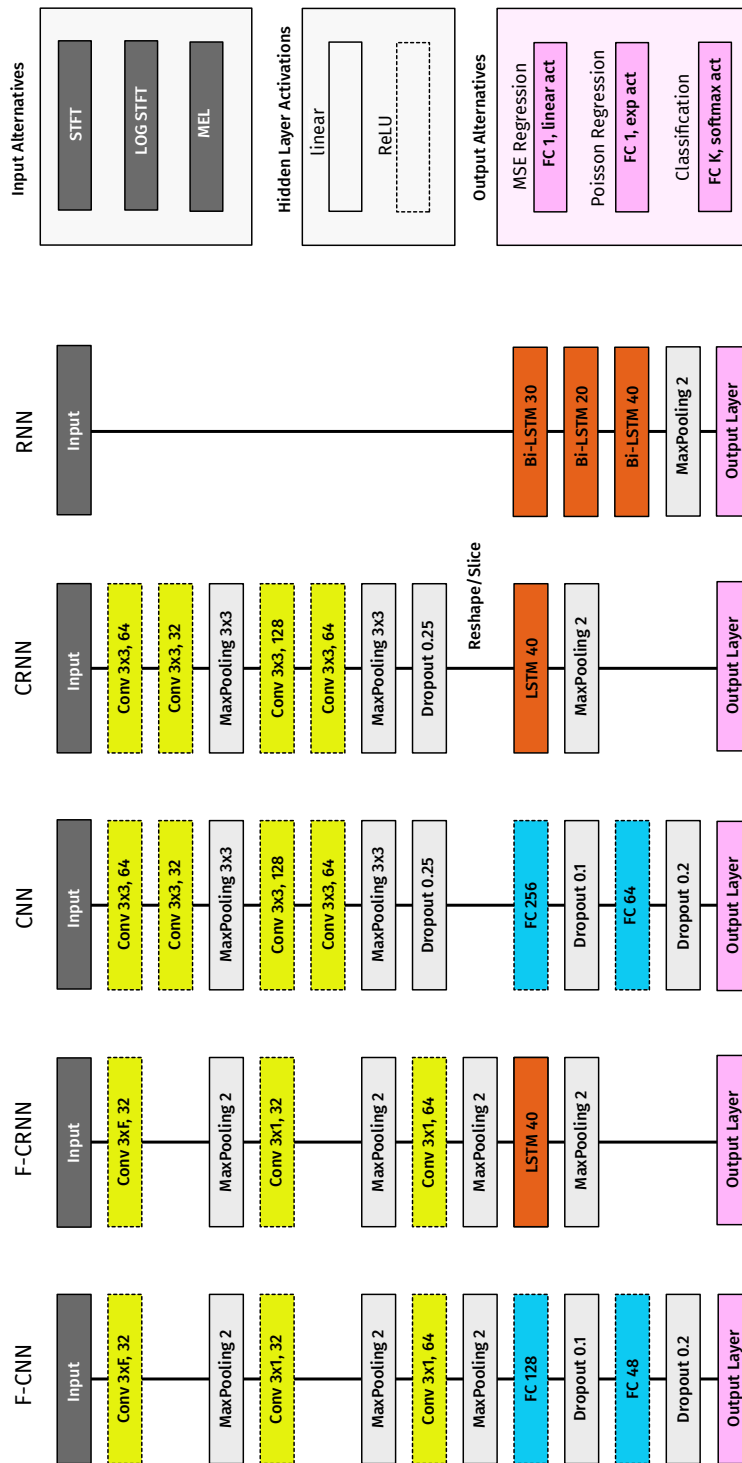 F-CNN
Input
Conv 3xF, 32
MaxPooling 2
Conv 3x1, 32
MaxPooling 2
Conv 3x1, 64
MaxPooling 2
FC 128
Dropout 0.1
FC 48
Dropout 0.2
Output Layer
F-CRNN
Input
Conv 3xF, 32
MaxPooling 2
Conv 3x1, 32
MaxPooling 2
Conv 3x1, 64
MaxPooling 2
LSTM 40
MaxPooling 2
Output Layer
CNN
Input
Conv 3x3, 64
Conv 3x3, 32
MaxPooling 3x3
Conv 3x3, 128
Conv 3x3, 64
MaxPooling 3x3
Dropout 0.25
FC 256
Dropout 0.1
FC 64
Dropout 0.2
Output Layer
CRNN
Input
Conv 3x3, 64
Conv 3x3, 32
MaxPooling 3x3
Conv 3x3, 128
Conv 3x3, 64
MaxPooling 3x3
Dropout 0.25
Reshape/Slice
LSTM 40
MaxPooling 2
Output Layer
RNN
Input
Bi-LSTM 30
Bi-LSTM 20
Bi-LSTM 40
MaxPooling 2
Output Layer
Input Alternatives
STFT
LOG STFT
MEL
Hidden Layer Activations
linear
ReLU
Output Alternatives
MSE Regression
FC 1, linear act
Poisson Regression
FC 1, exp act
Classification
FC K, softmax act